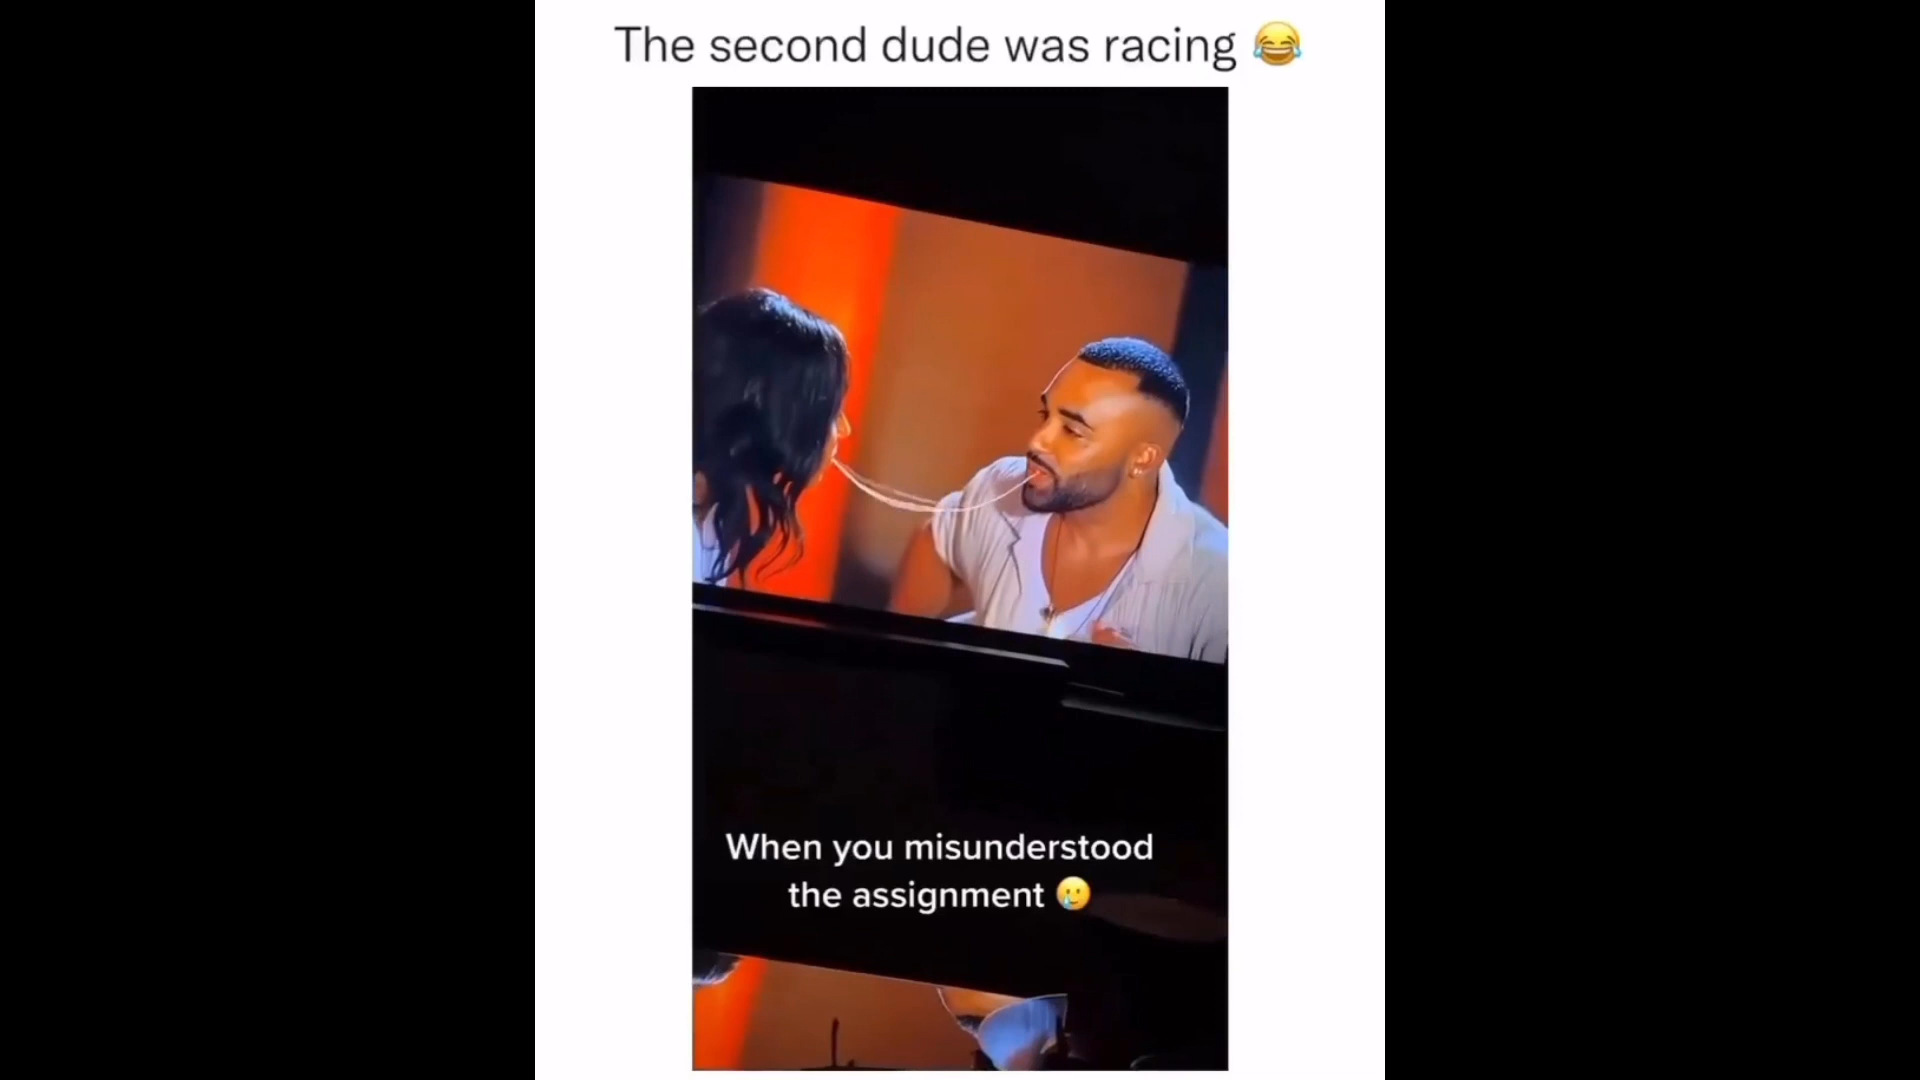 The second dude was racing 😂
When you misunderstood
the assignment 🥲